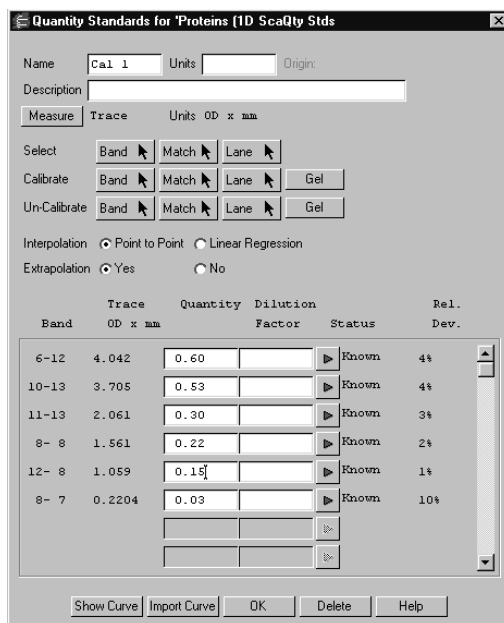 Quantity Standards for 'Proteins (1D ScaQty Stds
Name Cal 1 Units Origin:
Description
Measure Trace Units OD x mm
Select Band Match Lane
Calibrate Band Match Lane Gel
Un-Calibrate Band Match Lane Gel
Interpolation Point to Point Linear Regression
Extrapolation Yes No
Trace Quantity Dilution Rel.
Band OD x mm Factor Status Dev.
6-12 4.042 0.60 Known 4%
10-13 3.705 0.53 Known 4%
11-13 2.061 0.30 Known 3%
8- 8 1.561 0.22 Known 2%
12- 8 1.059 0.15 Known 1%
8- 7 0.2204 0.03 Known 10%
Show Curve Import Curve OK Delete Help